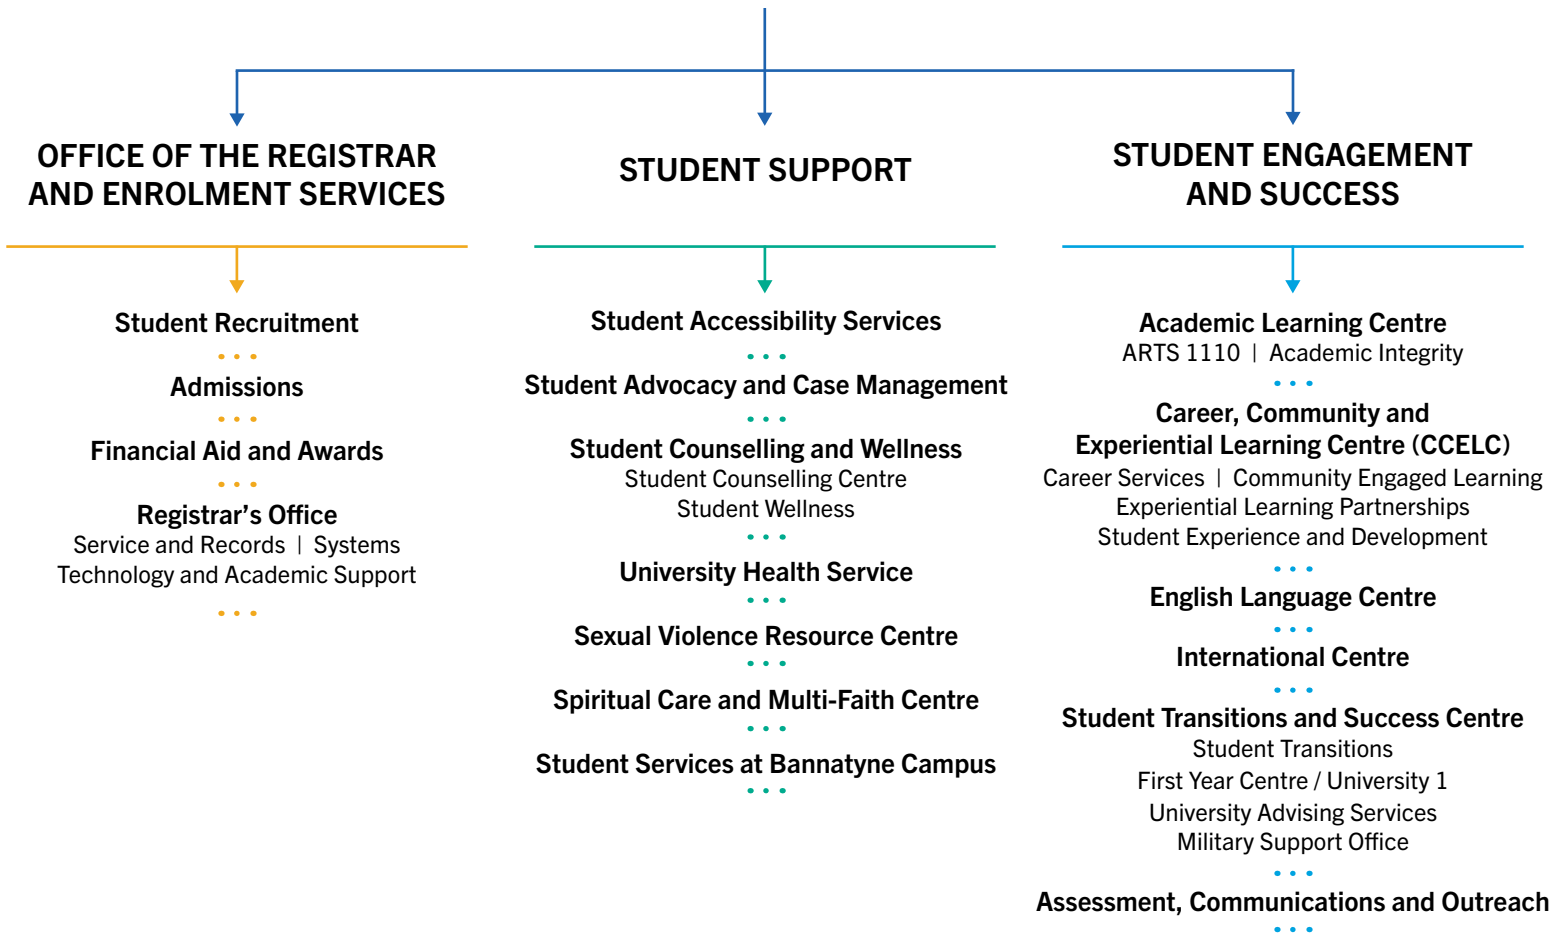 OFFICE OF THE REGISTRAR
AND ENROLMENT SERVICES
Student Recruitment
Admissions
Financial Aid and Awards
Registrar’s Office
Service and Records | Systems
Technology and Academic Support
STUDENT SUPPORT
Student Accessibility Services
Student Advocacy and Case Management
Student Counselling and Wellness
Student Counselling Centre
Student Wellness
University Health Service
Sexual Violence Resource Centre
Spiritual Care and Multi-Faith Centre
Student Services at Bannatyne Campus
STUDENT ENGAGEMENT
AND SUCCESS
Academic Learning Centre
ARTS 1110 | Academic Integrity
Career, Community and
Experiential Learning Centre (CCELC)
Career Services | Community Engaged Learning
Experiential Learning Partnerships
Student Experience and Development
English Language Centre
International Centre
Student Transitions and Success Centre
Student Transitions
First Year Centre / University 1
University Advising Services
Military Support Office
Assessment, Communications and Outreach